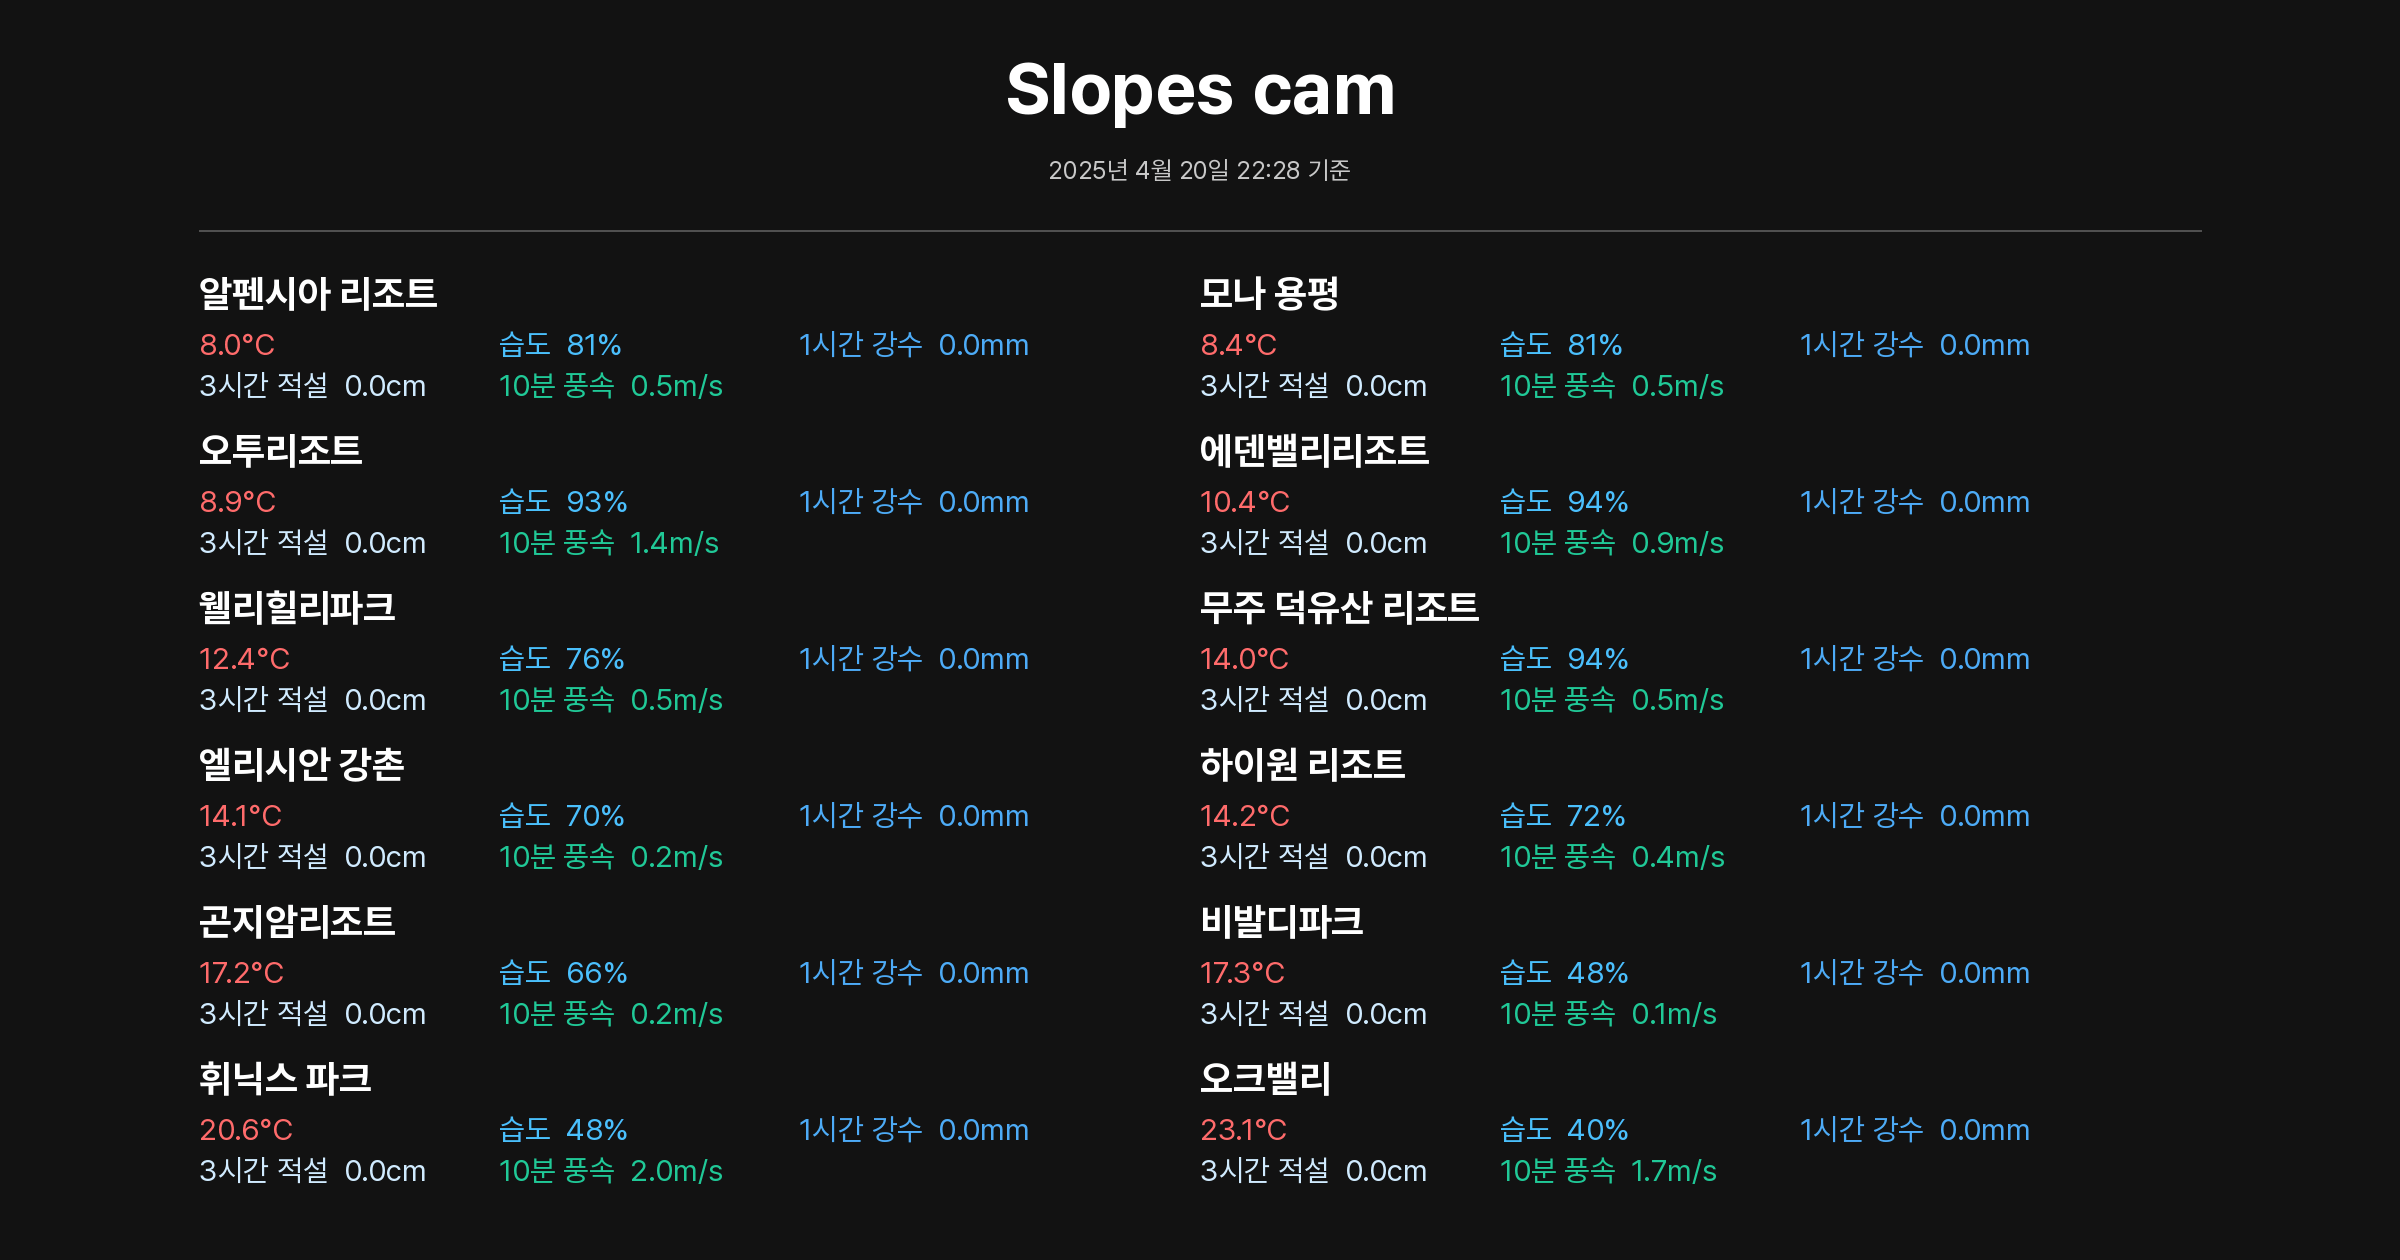 Slopes cam
2025년 4월 20일 22:28 기준
알펜시아 리조트
8.0°C 습도 81% 1시간 강수 0.0mm
3시간 적설 0.0cm 10분 풍속 0.5m/s
모나 용평
8.4°C 습도 81% 1시간 강수 0.0mm
3시간 적설 0.0cm 10분 풍속 0.5m/s
오투리조트
8.9°C 습도 93% 1시간 강수 0.0mm
3시간 적설 0.0cm 10분 풍속 1.4m/s
에덴밸리리조트
10.4°C 습도 94% 1시간 강수 0.0mm
3시간 적설 0.0cm 10분 풍속 0.9m/s
웰리힐리파크
12.4°C 습도 76% 1시간 강수 0.0mm
3시간 적설 0.0cm 10분 풍속 0.5m/s
무주 덕유산 리조트
14.0°C 습도 94% 1시간 강수 0.0mm
3시간 적설 0.0cm 10분 풍속 0.5m/s
엘리시안 강촌
14.1°C 습도 70% 1시간 강수 0.0mm
3시간 적설 0.0cm 10분 풍속 0.2m/s
하이원 리조트
14.2°C 습도 72% 1시간 강수 0.0mm
3시간 적설 0.0cm 10분 풍속 0.4m/s
곤지암리조트
17.2°C 습도 66% 1시간 강수 0.0mm
3시간 적설 0.0cm 10분 풍속 0.2m/s
비발디파크
17.3°C 습도 48% 1시간 강수 0.0mm
3시간 적설 0.0cm 10분 풍속 0.1m/s
휘닉스 파크
20.6°C 습도 48% 1시간 강수 0.0mm
3시간 적설 0.0cm 10분 풍속 2.0m/s
오크밸리
23.1°C 습도 40% 1시간 강수 0.0mm
3시간 적설 0.0cm 10분 풍속 1.7m/s